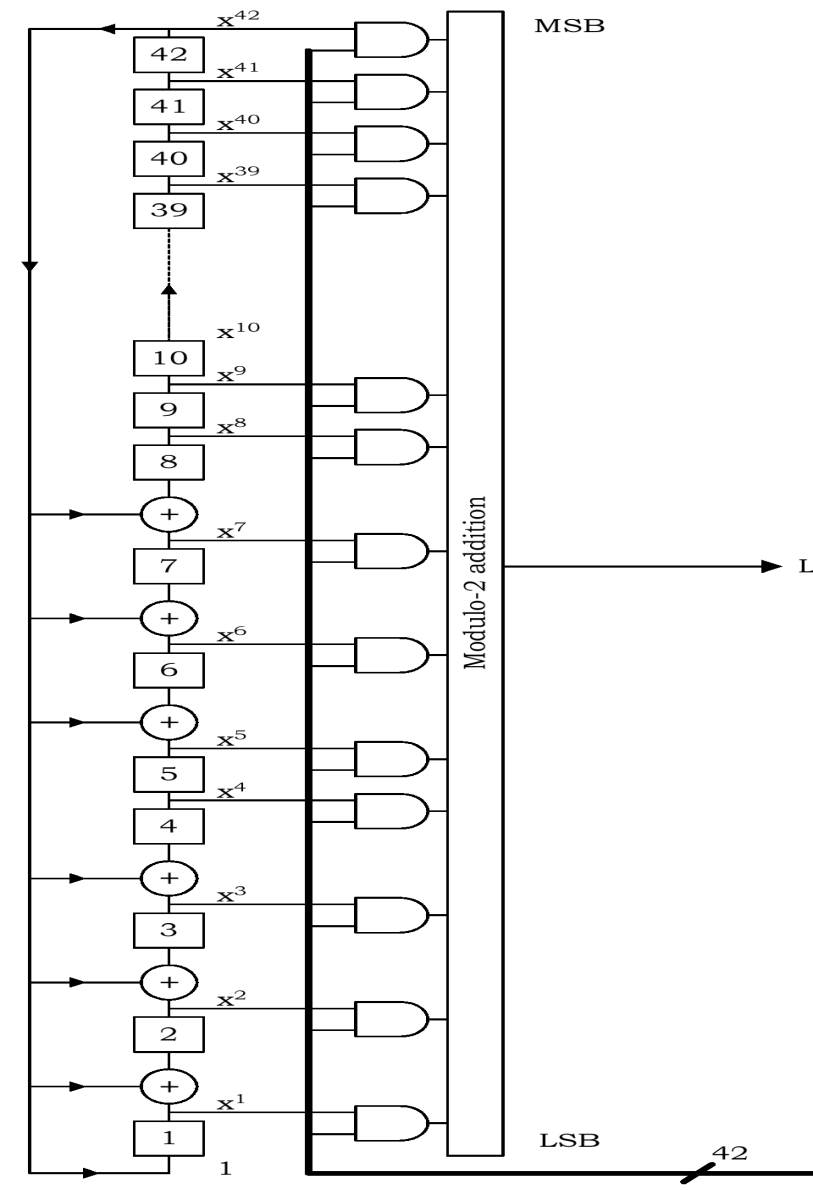 x⁴² MSB
42
x⁴¹
41
x⁴⁰
40
x³⁹
39
x¹⁰
10
x⁹
9
x⁸
8
+
x⁷
7
Modulo-2 addition
L
+
x⁶
6
+
x⁵
5
x⁴
4
+
x³
3
+
x²
2
+
x¹
1
LSB
1
42